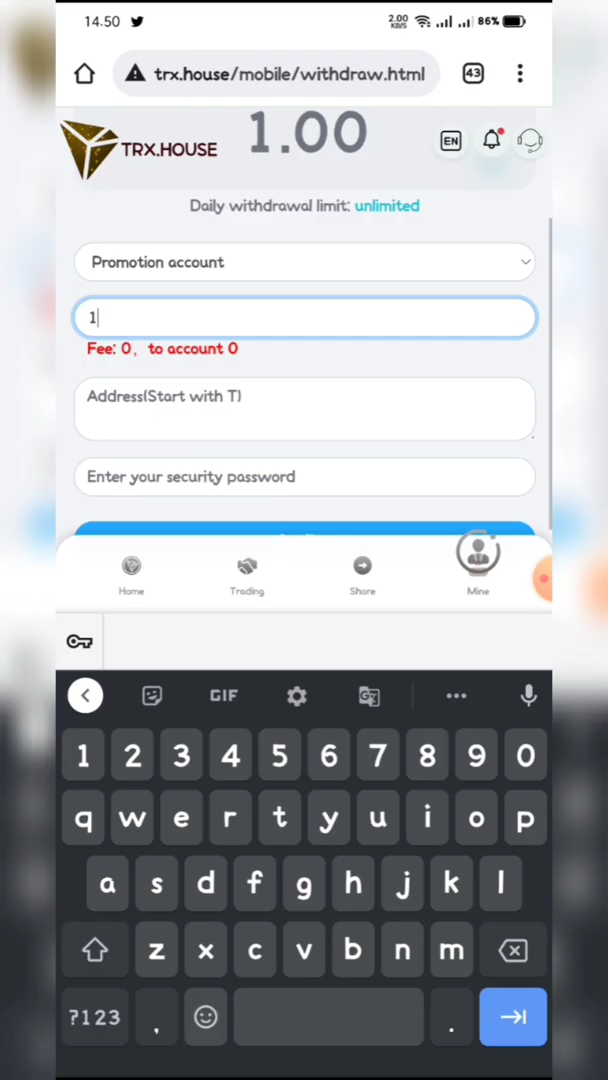 14.50
2.00
KB/S
86%
trx.house/mobile/withdraw.html
43
TRX.HOUSE
1.00
EN
Daily withdrawal limit: unlimited
Promotion account
1
Fee: 0, to account 0
Address(Start with T)
Enter your security password
Home
Trading
Share
Mine
GIF
1 2 3 4 5 6 7 8 9 0
q w e r t y u i o p
a s d f g h j k l
z x c v b n m
?123 , .